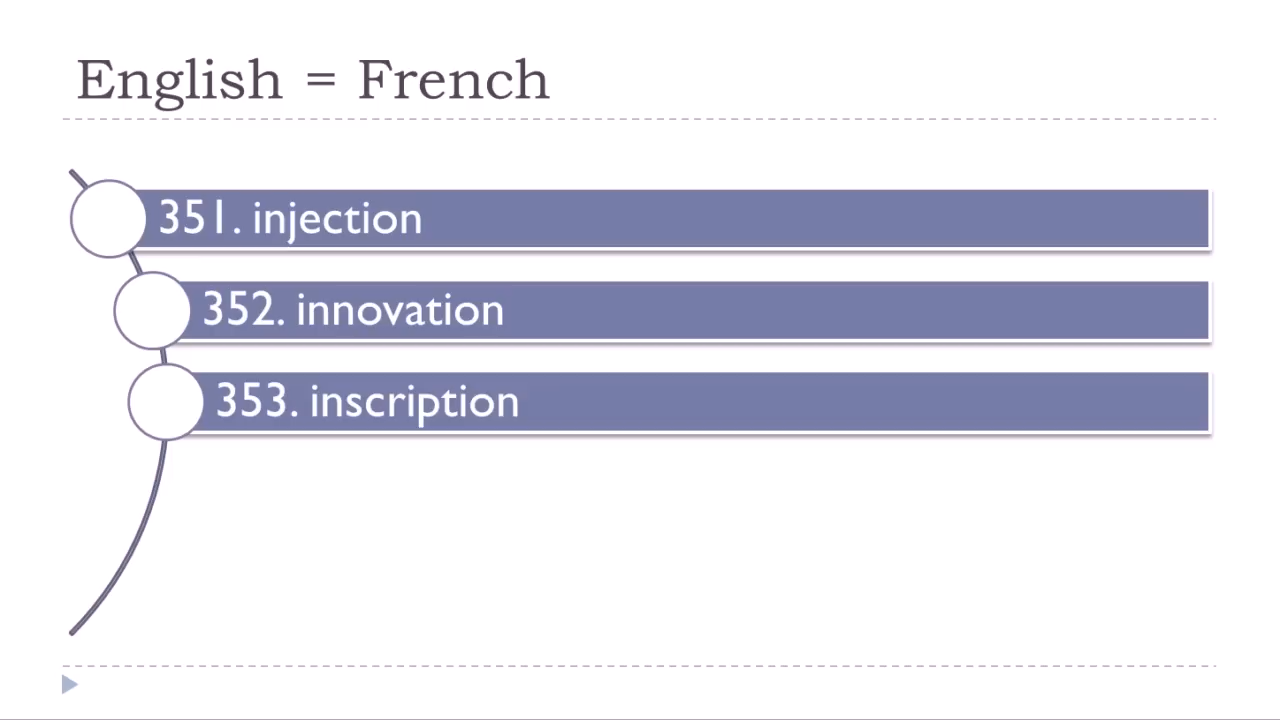 English = French
351. injection
352. innovation
353. inscription